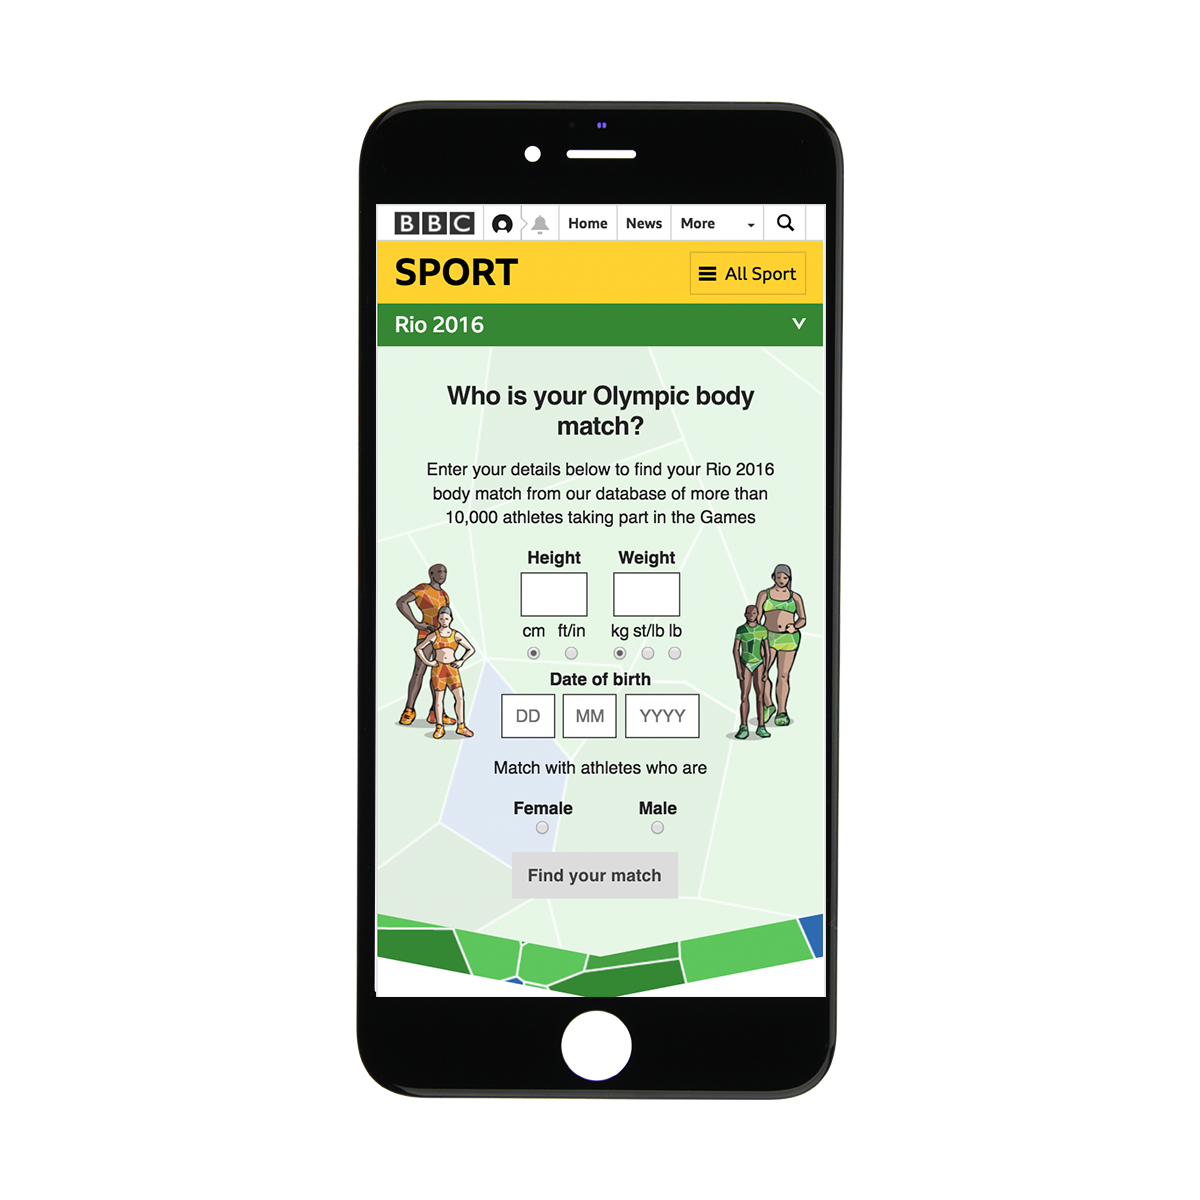 BBC Home News More
SPORT All Sport
Rio 2016
Who is your Olympic body
match?
Enter your details below to find your Rio 2016
body match from our database of more than
10,000 athletes taking part in the Games
Height Weight
cm ft/in kg st/lb lb
Date of birth
DD MM YYYY
Match with athletes who are
Female Male
Find your match